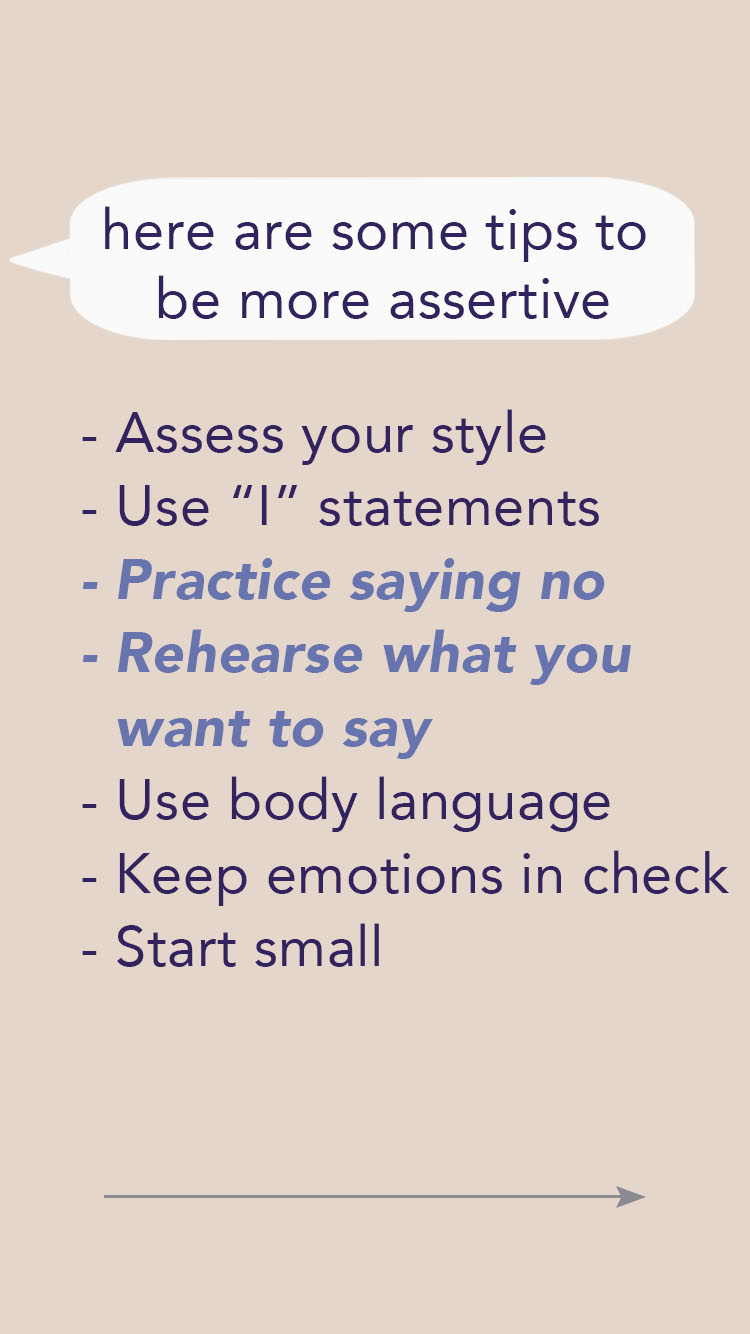 here are some tips to
be more assertive
- Assess your style
- Use “I” statements
- Practice saying no
- Rehearse what you
want to say
- Use body language
- Keep emotions in check
- Start small